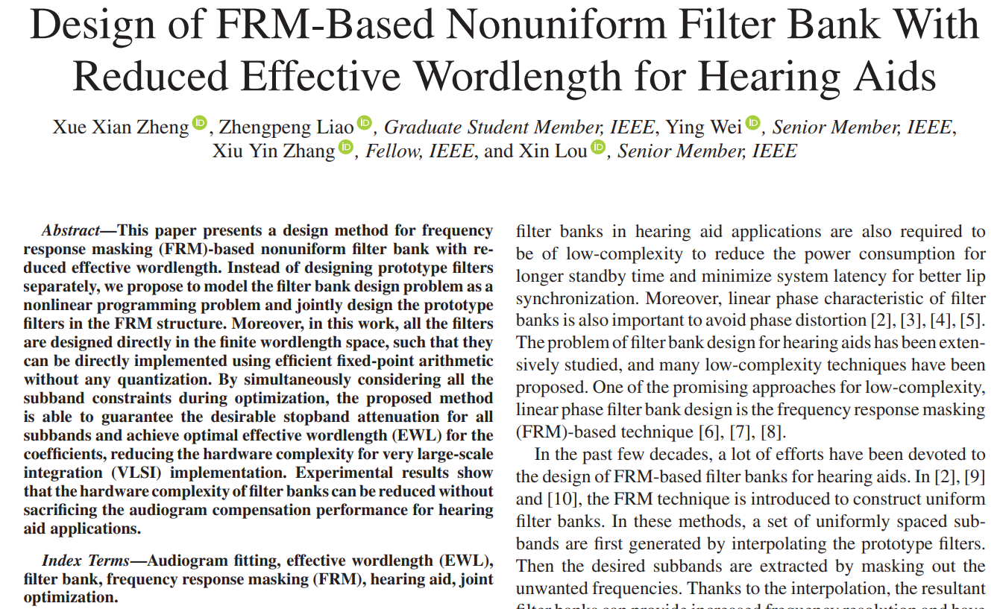 Design of FRM-Based Nonuniform Filter Bank With
Reduced Effective Wordlength for Hearing Aids
Xue Xian Zheng, Zhengpeng Liao, Graduate Student Member, IEEE, Ying Wei, Senior Member, IEEE,
Xiu Yin Zhang, Fellow, IEEE, and Xin Lou, Senior Member, IEEE
Abstract—This paper presents a design method for frequency
response masking (FRM)-based nonuniform filter bank with re-
duced effective wordlength. Instead of designing prototype filters
separately, we propose to model the filter bank design problem as a
nonlinear programming problem and jointly design the prototype
filters in the FRM structure. Moreover, in this work, all the filters
are designed directly in the finite wordlength space, such that they
can be directly implemented using efficient fixed-point arithmetic
without any quantization. By simultaneously considering all the
subband constraints during optimization, the proposed method
is able to guarantee the desirable stopband attenuation for all
subbands and achieve optimal effective wordlength (EWL) for the
coefficients, reducing the hardware complexity for very large-scale
integration (VLSI) implementation. Experimental results show
that the hardware complexity of filter banks can be reduced without
sacrificing the audiogram compensation performance for hearing
aid applications.
Index Terms—Audiogram fitting, effective wordlength (EWL),
filter bank, frequency response masking (FRM), hearing aid, joint
optimization.
filter banks in hearing aid applications are also required to
be of low-complexity to reduce the power consumption for
longer standby time and minimize system latency for better lip
synchronization. Moreover, linear phase characteristic of filter
banks is also important to avoid phase distortion [2], [3], [4], [5].
The problem of filter bank design for hearing aids has been exten-
sively studied, and many low-complexity techniques have been
proposed. One of the promising approaches for low-complexity,
linear phase filter bank design is the frequency response masking
(FRM)-based technique [6], [7], [8].
In the past few decades, a lot of efforts have been devoted to
the design of FRM-based filter banks for hearing aids. In [2], [9]
and [10], the FRM technique is introduced to construct uniform
filter banks. In these methods, a set of uniformly spaced sub-
bands are first generated by interpolating the prototype filters.
Then the desired subbands are extracted by masking out the
unwanted frequencies. Thanks to the interpolation, the resultant